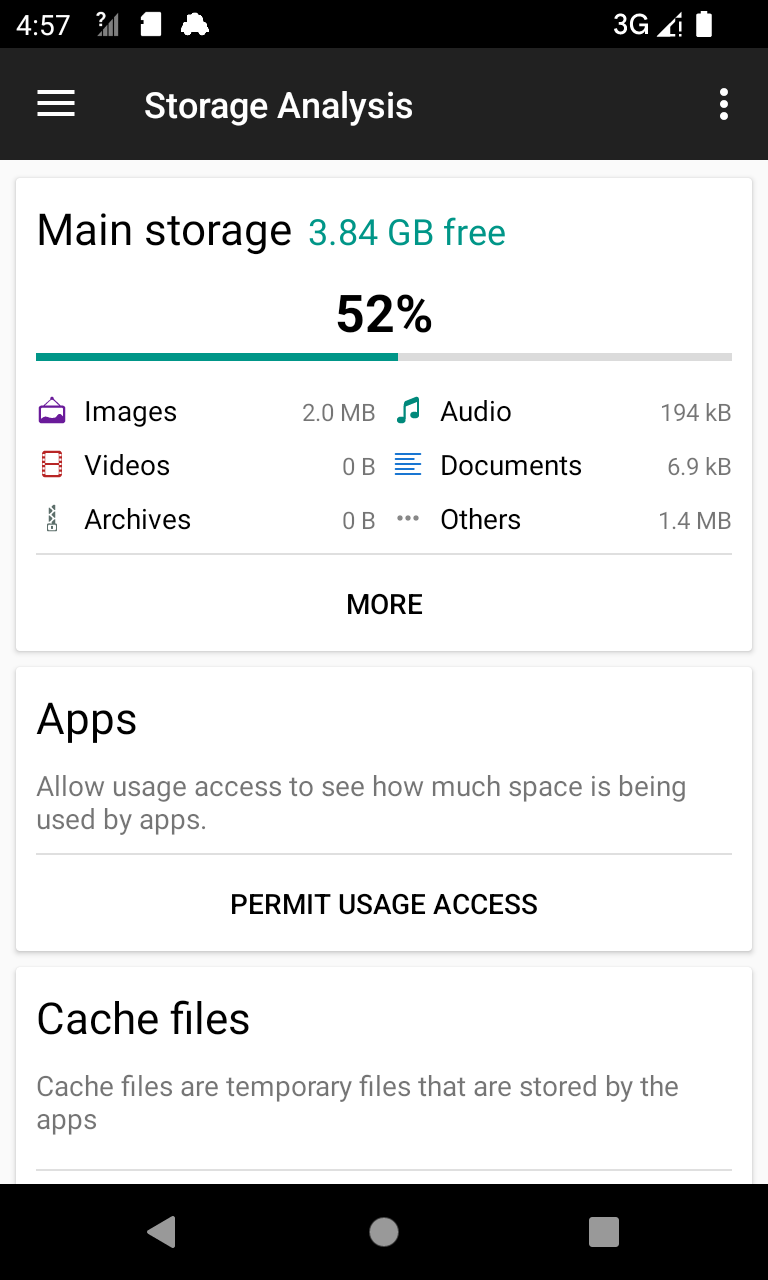 4:57
3G
Storage Analysis
Main storage 3.84 GB free
52%
Images 2.0 MB Audio 194 kB
Videos 0 B Documents 6.9 kB
Archives 0 B Others 1.4 MB
MORE
Apps
Allow usage access to see how much space is being
used by apps.
PERMIT USAGE ACCESS
Cache files
Cache files are temporary files that are stored by the
apps